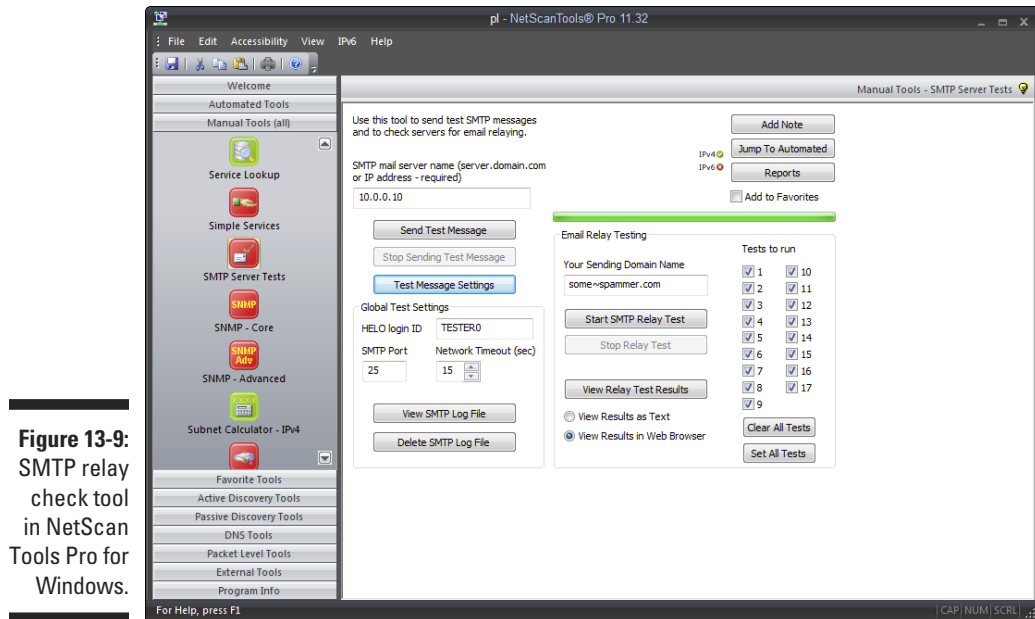 pl - NetScanTools® Pro 11.32
File Edit Accessibility View IPv6 Help
Welcome
Automated Tools
Manual Tools (all)
Service Lookup
Simple Services
SMTP Server Tests
SNMP
SNMP - Core
SNMP
Adv
SNMP - Advanced
Subnet Calculator - IPv4
Favorite Tools
Active Discovery Tools
Passive Discovery Tools
DNS Tools
Packet Level Tools
External Tools
Program Info
Manual Tools - SMTP Server Tests
Use this tool to send test SMTP messages
and to check servers for email relaying.
SMTP mail server name (server.domain.com
or IP address - required)
10.0.0.10
Send Test Message
Stop Sending Test Message
Test Message Settings
Global Test Settings
HELO login ID TESTER0
SMTP Port Network Timeout (sec)
25 15
View SMTP Log File
Delete SMTP Log File
IPv4
IPv6
Add Note
Jump To Automated
Reports
Add to Favorites
Email Relay Testing
Your Sending Domain Name
some~spammer.com
Start SMTP Relay Test
Stop Relay Test
View Relay Test Results
View Results as Text
View Results in Web Browser
Tests to run
1 10
2 11
3 12
4 13
5 14
6 15
7 16
8 17
9
Clear All Tests
Set All Tests
For Help, press F1
CAP NUM SCRL
Figure 13-9:
SMTP relay
check tool
in NetScan
Tools Pro for
Windows.